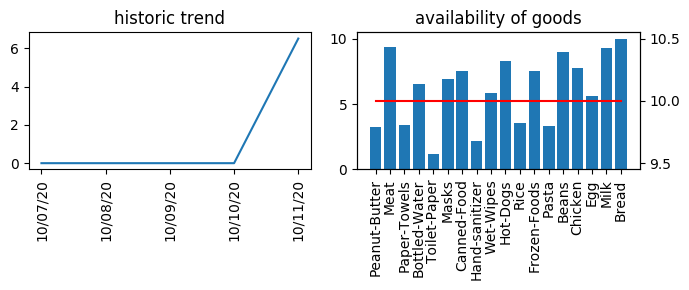 historic trend
6
4
2
0
10/07/20
10/08/20
10/09/20
10/10/20
10/11/20
availability of goods
10
5
0
10.5
10.0
9.5
Peanut-Butter
Meat
Paper-Towels
Bottled-Water
Toilet-Paper
Masks
Canned-Food
Hand-sanitizer
Wet-Wipes
Hot-Dogs
Rice
Frozen-Foods
Pasta
Beans
Chicken
Egg
Milk
Bread